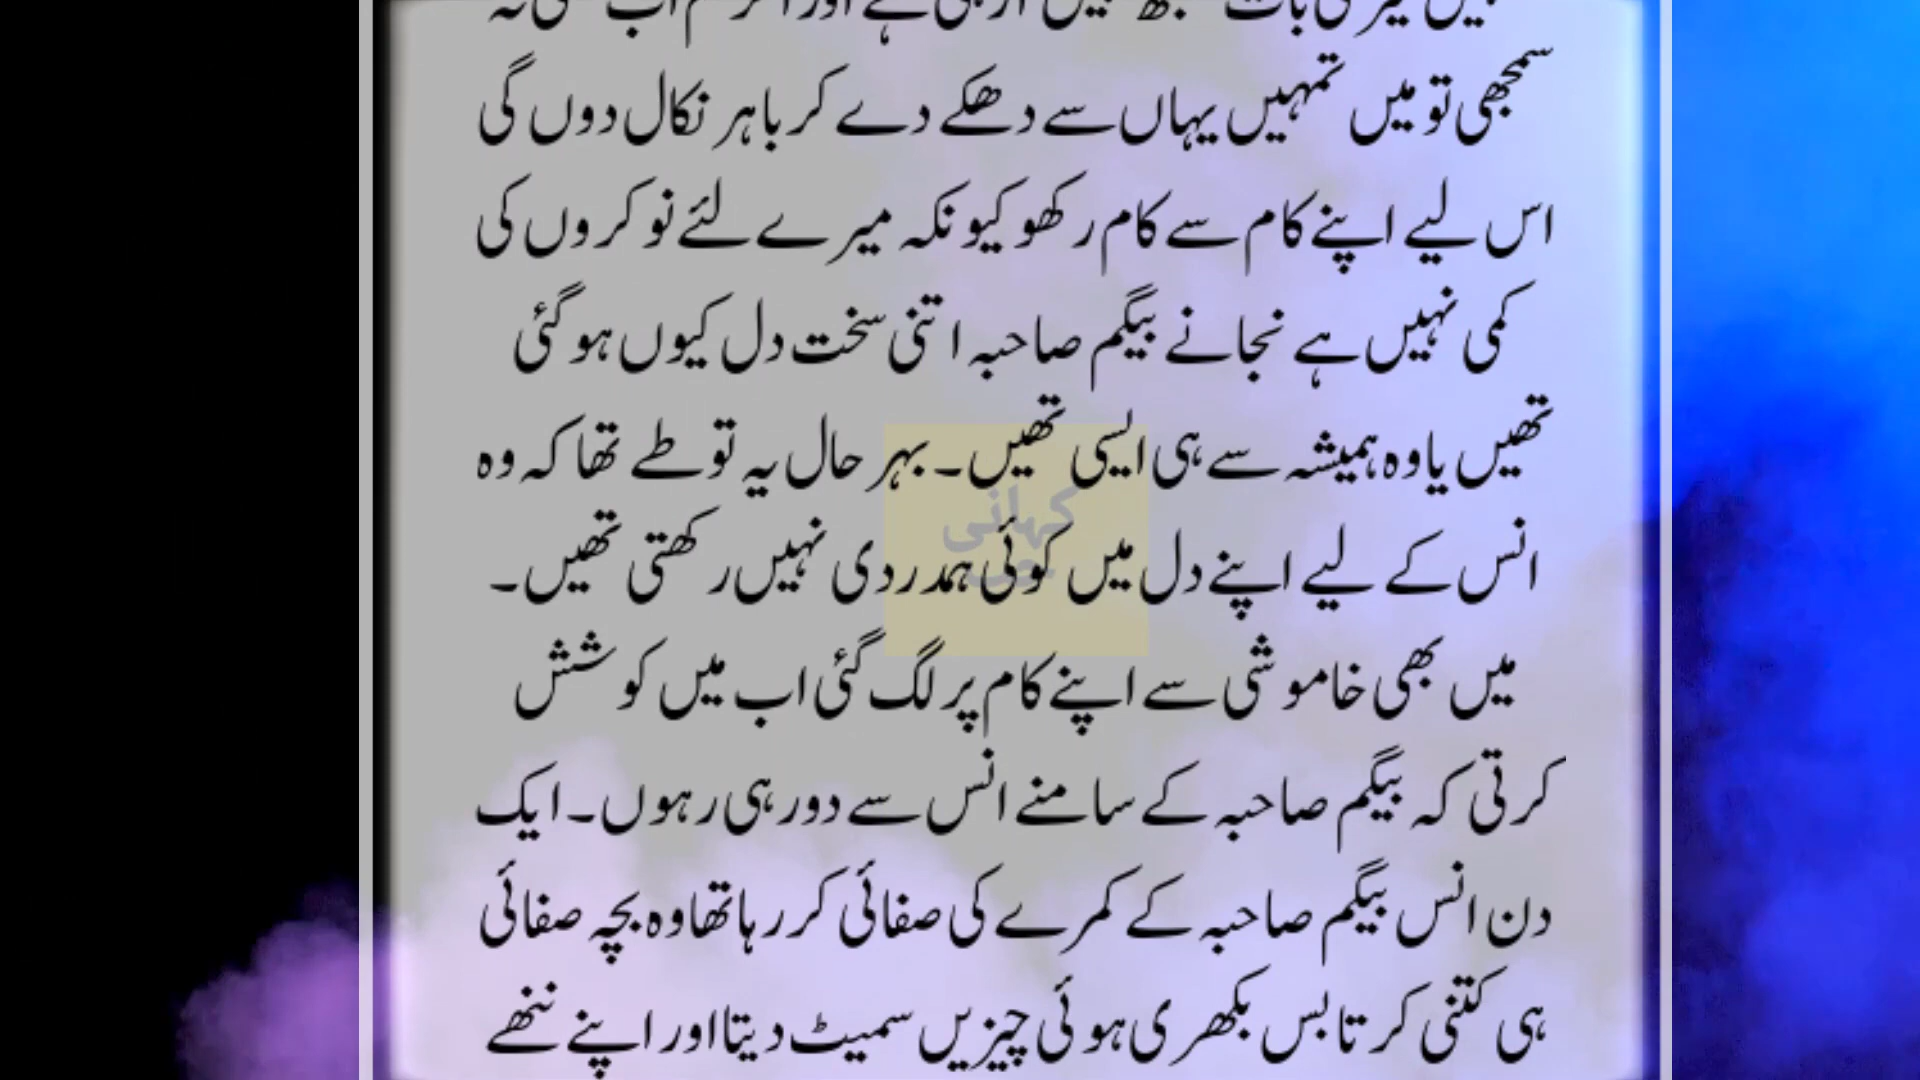 سمجھی تو میں تمہیں یہاں سے دھکے دے کر باہر نکال دوں گی
اس لیے اپنے کام سے کام رکھو کیونکہ میرے لئے نوکروں کی
کمی نہیں ہے نجانے بیگم صاحبہ اتنی سخت دل کیوں ہو گئی
تھیں یا وہ ہمیشہ سے ہی ایسی تھیں۔ بہر حال یہ تو طے تھا کہ وہ
کہانی
انس کے لیے اپنے دل میں کوئی ہمدردی نہیں رکھتی تھیں۔
میں بھی خاموشی سے اپنے کام پر لگ گئی اب میں کوشش
کرتی کہ بیگم صاحبہ کے سامنے انس سے دور ہی رہوں۔ ایک
دن انس بیگم صاحبہ کے کمرے کی صفائی کر رہا تھا وہ بچہ صفائی
ہی کتنی کرتا بس بکھری ہوئی چیزیں سمیٹ دیتا اور اپنے ننھے